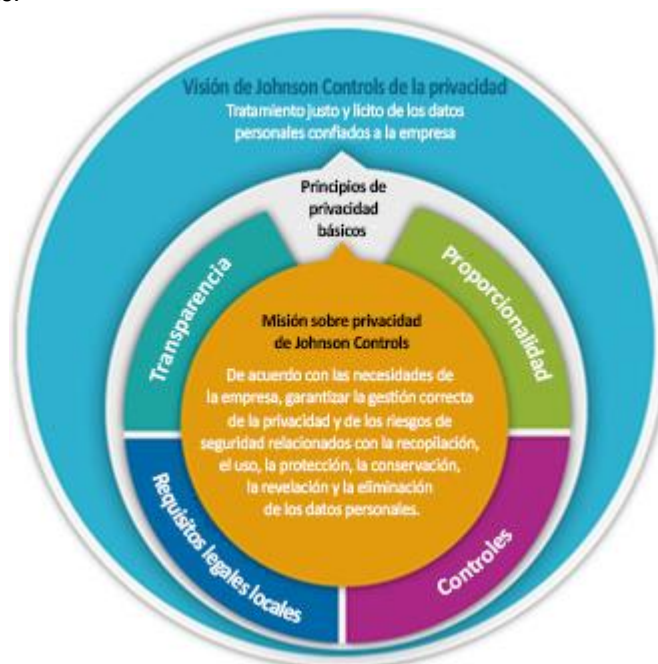 Visión de Johnson Controls de la privacidad
Tratamiento justo y lícito de los datos
personales confiados a la empresa
Principios de
privacidad
básicos
Transparencia
Proporcionalidad
Misión sobre privacidad
de Johnson Controls
De acuerdo con las necesidades de
la empresa, garantizar la gestión correcta
de la privacidad y de los riesgos de
seguridad relacionados con la recopilación,
el uso, la protección, la conservación,
la revelación y la eliminación
de los datos personales.
Requisitos legales locales
Controles